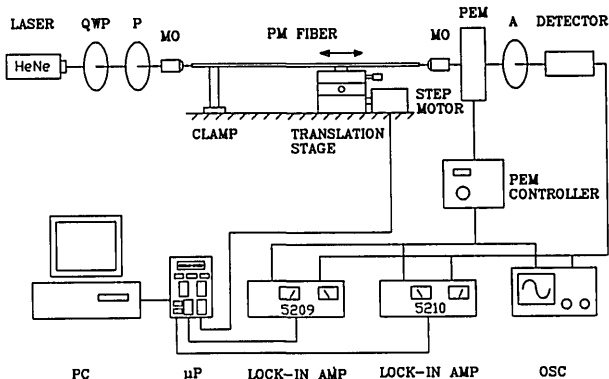 LASER
QWP
P
MO
PM FIBER
MO
PEM
A
DETECTOR
HeNe
CLAMP
TRANSLATION
STAGE
STEP
MOTOR
PEM
CONTROLLER
5209
5210
PC
µP
LOCK-IN AMP
LOCK-IN AMP
OSC